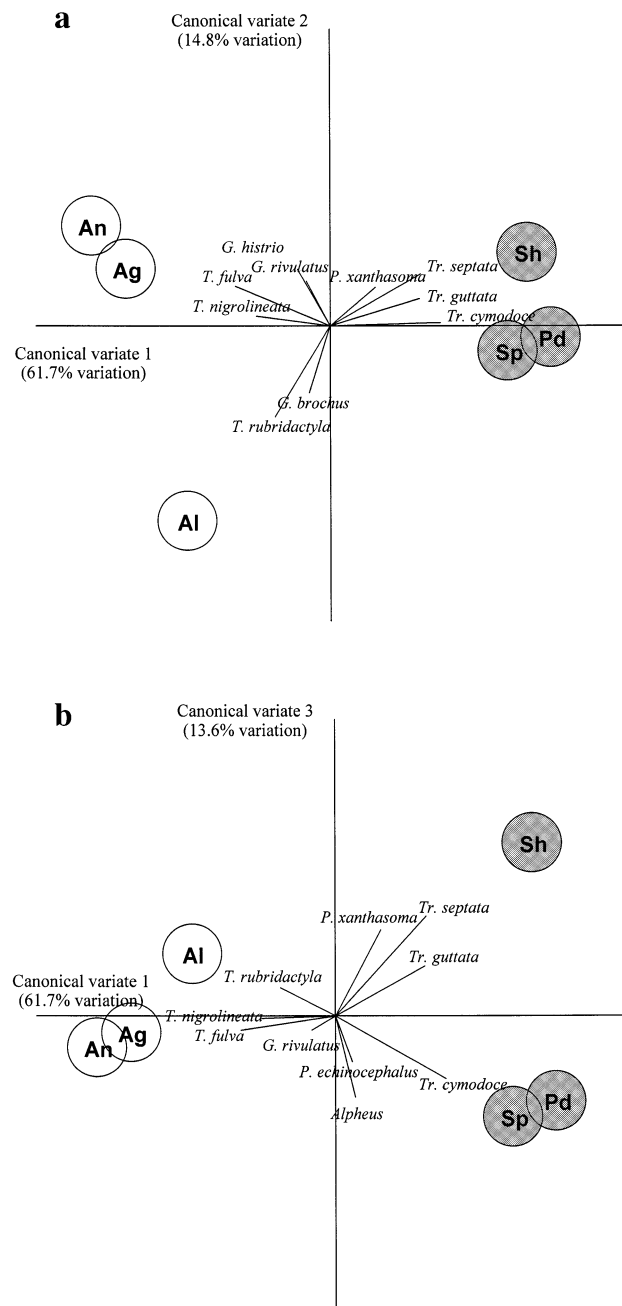 a
Canonical variate 2
(14.8% variation)
An
Ag
G. histrio
G. rivulatus
T. fulva
P. xanthasoma
Tr. septata
Sh
T. nigrolineata
Tr. guttata
Tr. cymodoce
Canonical variate 1
(61.7% variation)
Sp
Pd
G. brochus
T. rubridactyla
Al
b
Canonical variate 3
(13.6% variation)
Sh
P. xanthasoma
Tr. septata
Al
Tr. guttata
T. rubridactyla
Canonical variate 1
(61.7% variation)
T. nigrolineata
Ag
T. fulva
An
G. rivulatus
P. echinocephalus
Tr. cymodoce
Alpheus
Sp
Pd